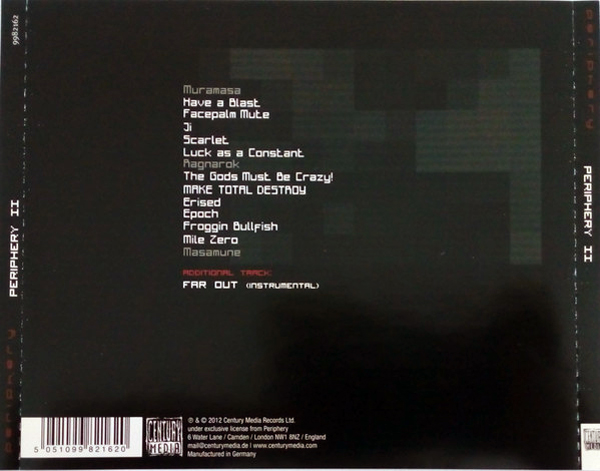 9982162
PERIPHERY II
Muramasa
Have a Blast
Facepalm Mute
Ji
Scarlet
Luck as a Constant
Ragnarok
The Gods Must Be Crazy!
MAKE TOTAL DESTROY
Erised
Epoch
Froggin Bullfish
Mile Zero
Masamune
ADDITIONAL TRACK:
FAR OUT (INSTRUMENTAL)
PERIPHERY II
5 051099 821620
CENTURY
MEDIA
℗ & © 2012 Century Media Records Ltd.
under exclusive license from Periphery
6 Water Lane / Camden / London NW1 8NZ / England
mail@centurymedia.de I www.centurymedia.com
Manufactured in Germany